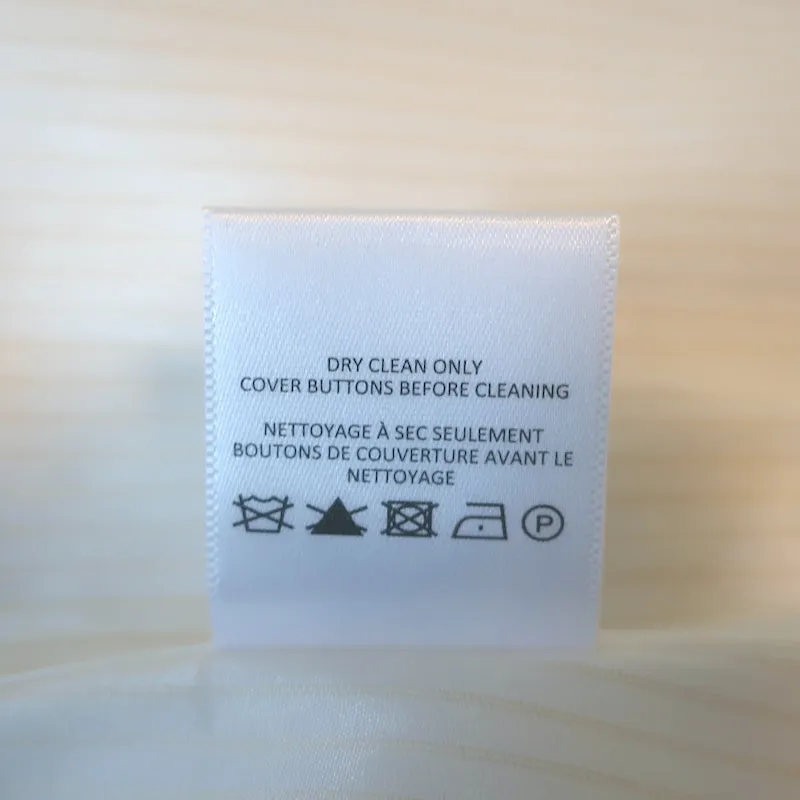 DRY CLEAN ONLY
COVER BUTTONS BEFORE CLEANING
NETTOYAGE À SEC SEULEMENT
BOUTONS DE COUVERTURE AVANT LE
NETTOYAGE
P